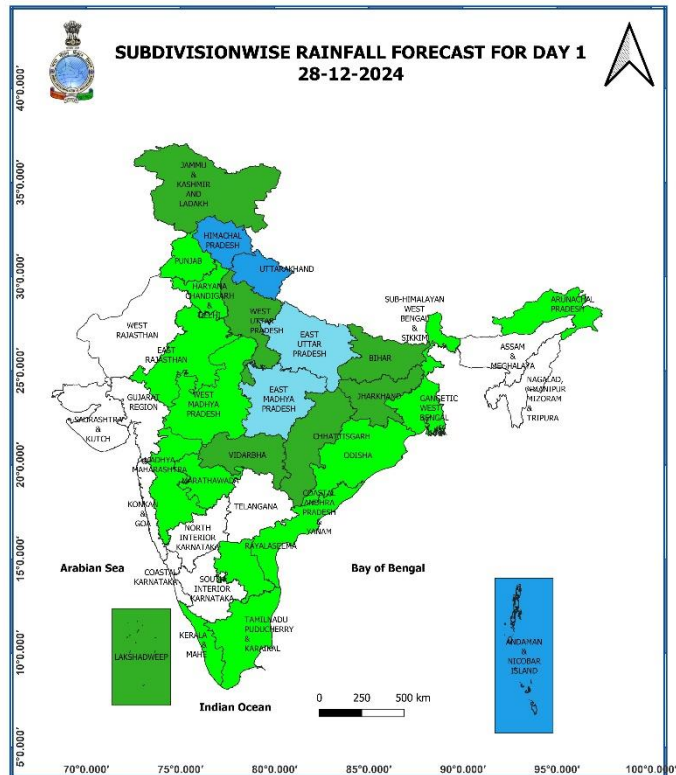 SUBDIVISIONWISE RAINFALL FORECAST FOR DAY 1
28-12-2024
40°0.000'
35°0.000'
30°0.000'
25°0.000'
20°0.000'
15°0.000'
10°0.000'
5°0.000'
JAMMU
&
KASHMIR
AND
LADAKH
HIMACHAL
PRADESH
PUNJAB
UTTARAKHAND
HARYANA
CHANDIGARH
&
DELHI
WEST
UTTAR
PRADESH
SUB-HIMALAYAN
WEST
BENGAL
&
SIKKIM
ARUNACHAL
PRADESH
WEST
RAJASTHAN
EAST
RAJASTHAN
EAST
UTTAR
PRADESH
BIHAR
ASSAM
&
MEGHALAYA
NAGALAD,
MANIPUR
MIZORAM
&
TRIPURA
GUJARAT
REGION
SAURASHTRA
&
KUTCH
WEST
MADHYA
PRADESH
EAST
MADHYA
PRADESH
JHARKHAND
GANGETIC
WEST
BENGAL
CHHATTISGARH
ODISHA
VIDARBHA
MADHYA
MAHARASHTRA
MARATHAWADA
KONKAN
&
GOA
TELANGANA
COASTAL
ANDHRA
PRADESH
&
YANAM
NORTH
INTERIOR
KARNATAKA
RAYALASEEMA
COASTAL
KARNATAKA
SOUTH
INTERIOR
KARNATAKA
Arabian Sea
Bay of Bengal
TAMILNADU
PUDUCHERRY
&
KARAIKAL
KERALA
&
MAHE
LAKSHADWEEP
ANDAMAN
&
NICOBAR
ISLAND
Indian Ocean
0 250 500 km
70°0.000' 75°0.000' 80°0.000' 85°0.000' 90°0.000' 95°0.000' 100°0.000'